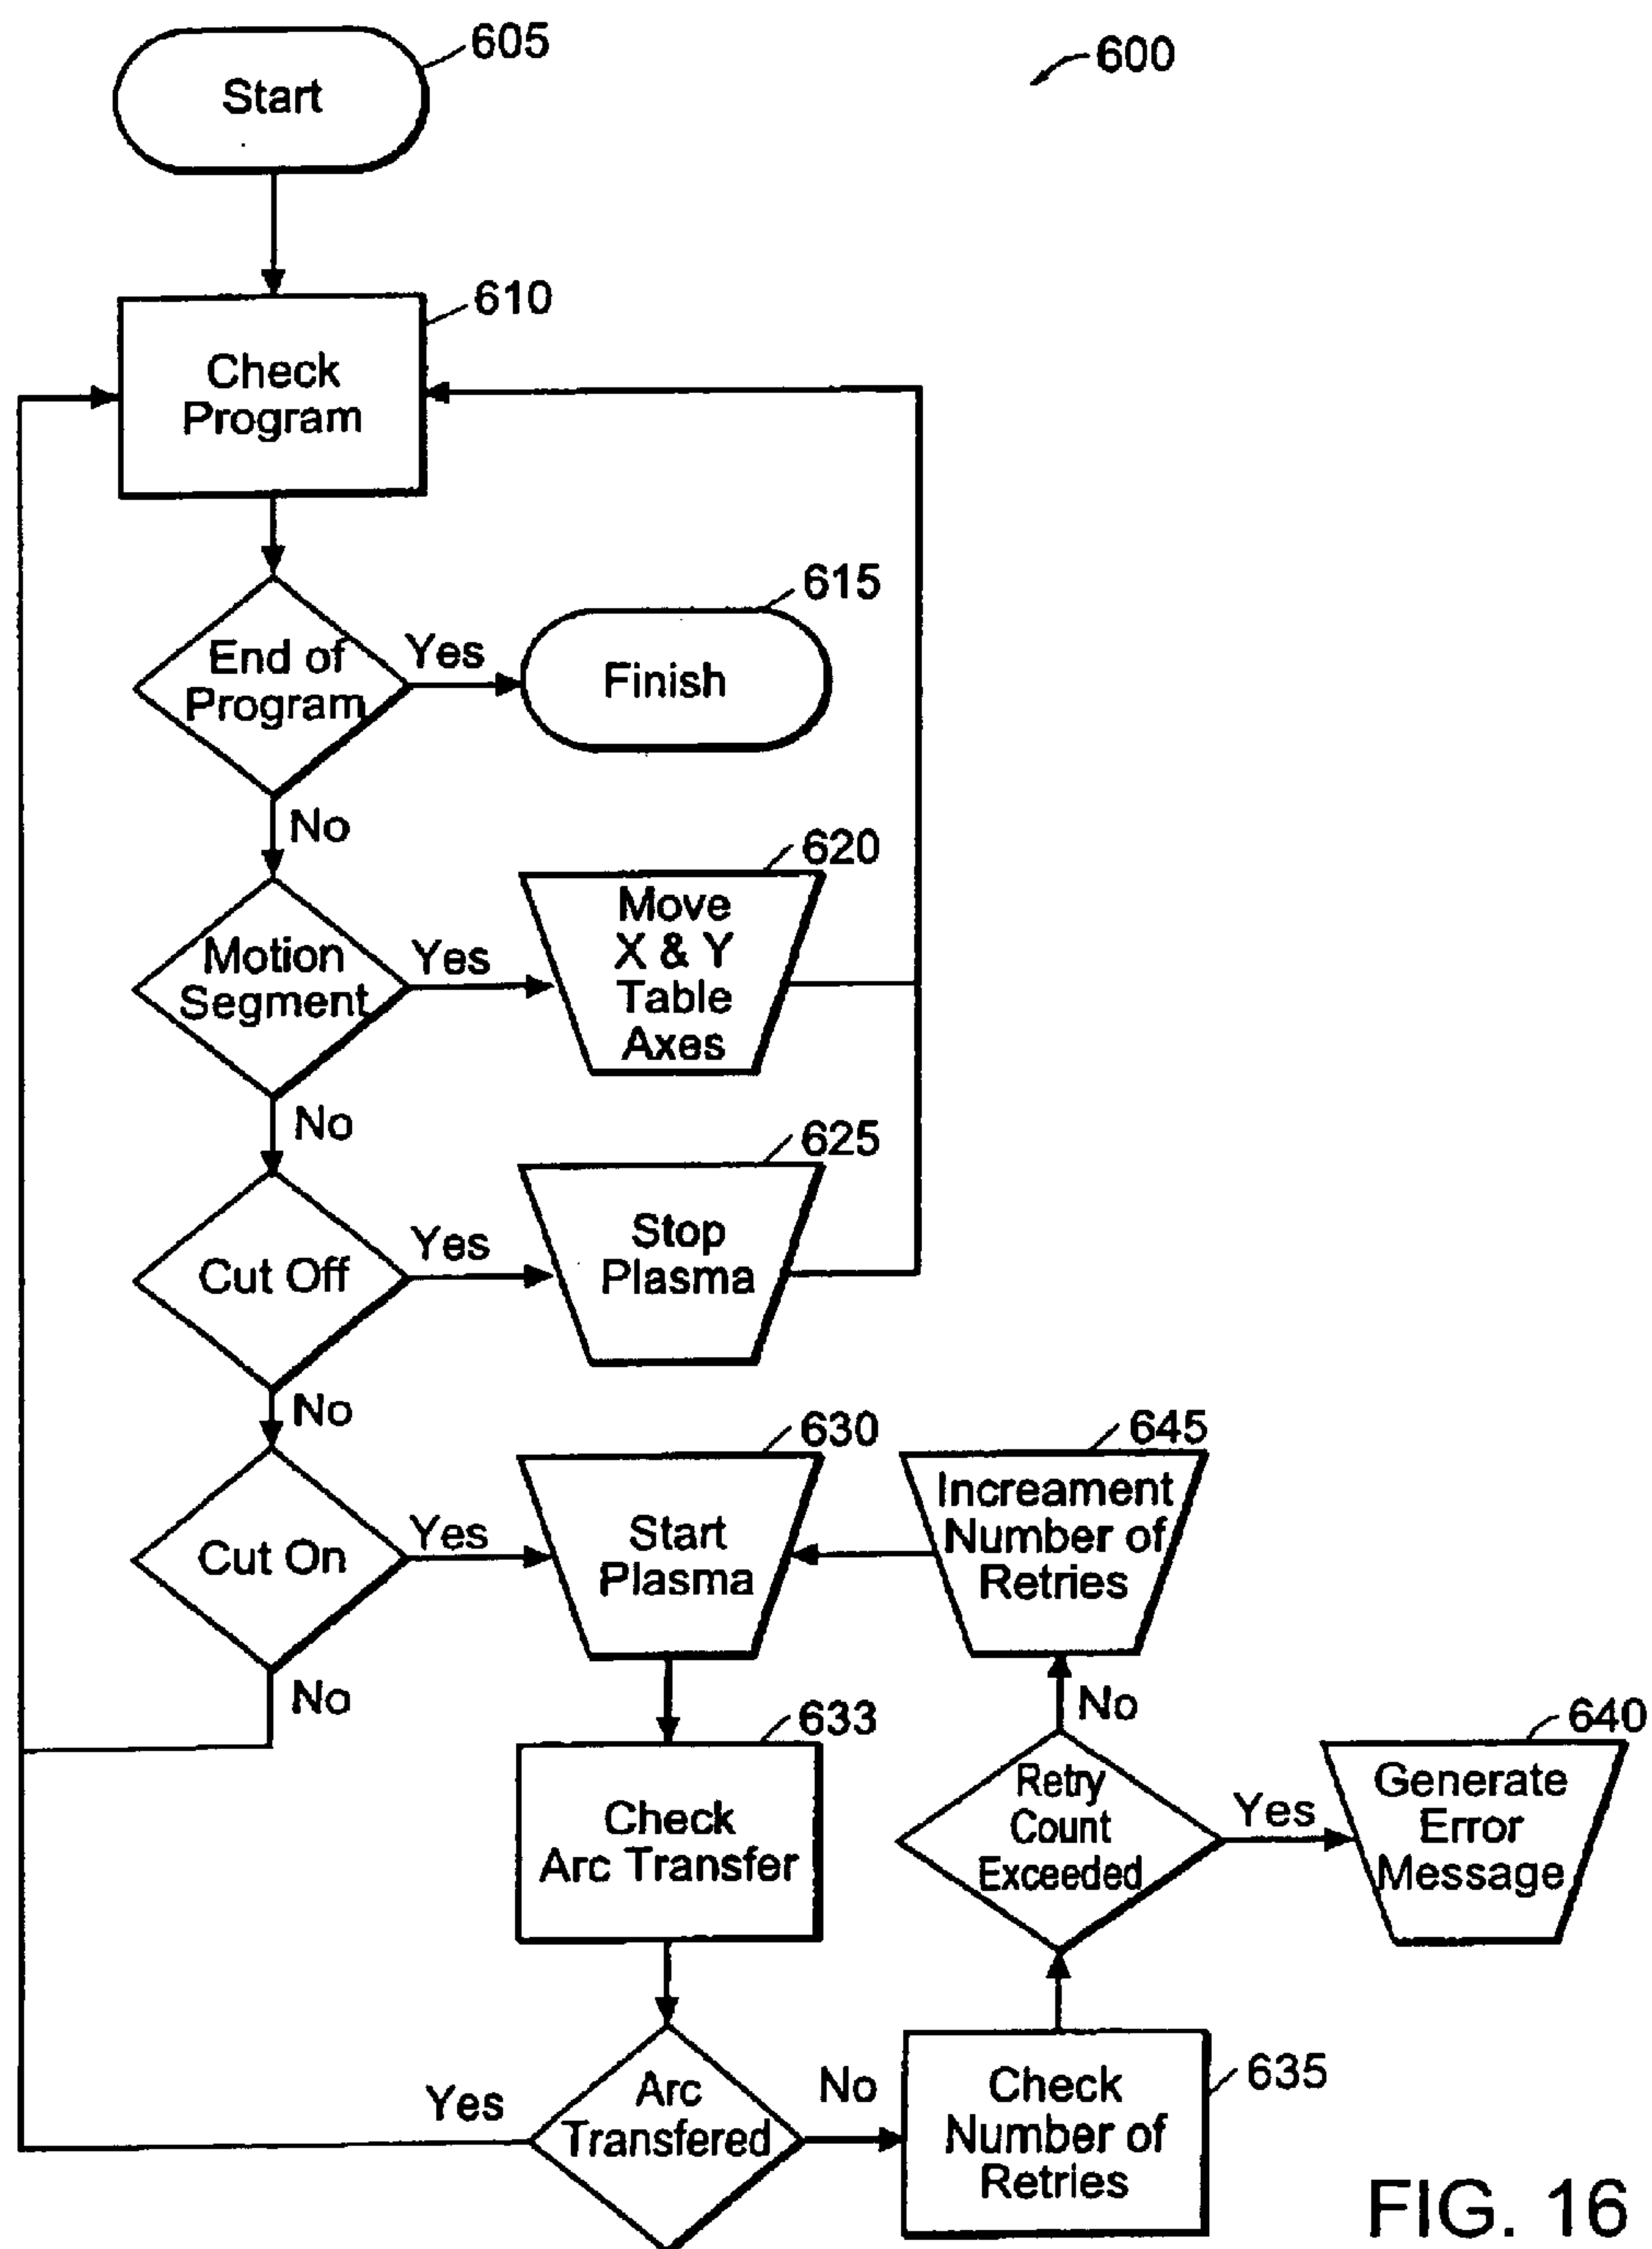 605
600
Start
610
Check
Program
615
End of
Program
Yes
Finish
No
620
Motion
Segment
Yes
Move
X & Y
Table
Axes
No
625
Cut Off
Yes
Stop
Plasma
No
630
645
Cut On
Yes
Start
Plasma
Increament
Number of
Retries
No
633
No
640
Check
Arc Transfer
Retry
Count
Exceeded
Yes
Generate
Error
Message
Yes
Arc
Transfered
No
Check
Number of
Retries
635
FIG. 16